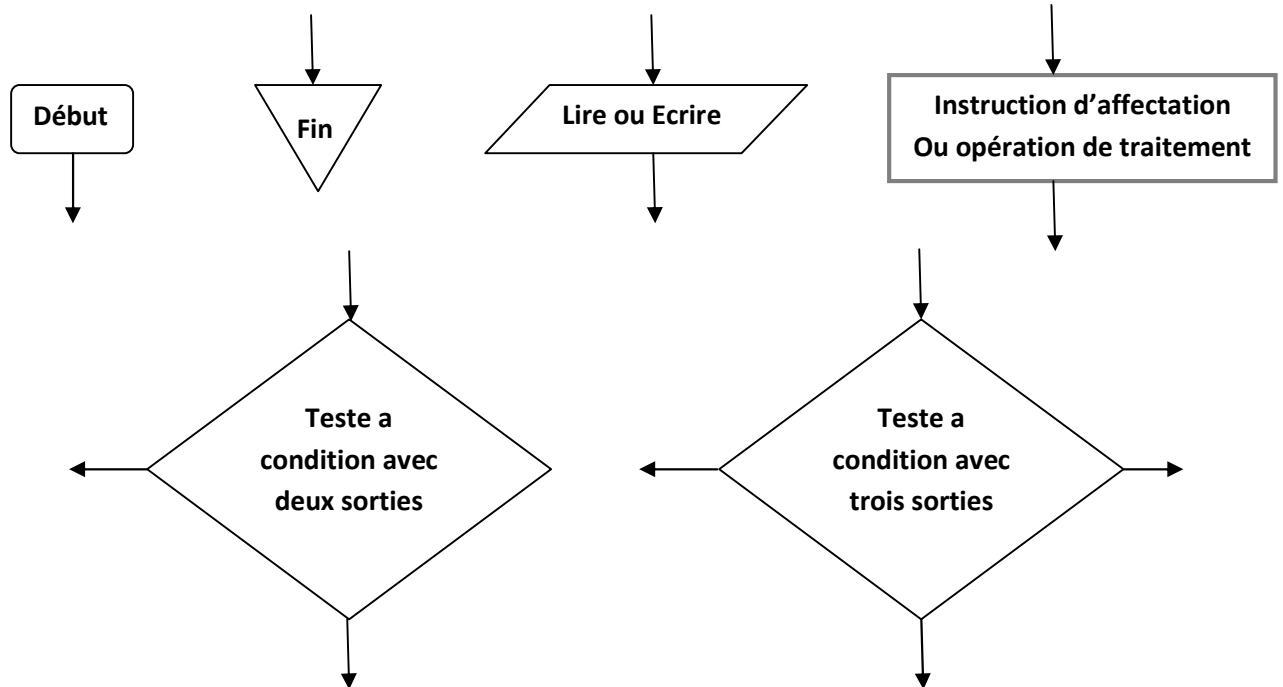 Début
Fin
Lire ou Ecrire
Instruction d'affectation
Ou opération de traitement
Teste a
condition avec
deux sorties
Teste a
condition avec
trois sorties